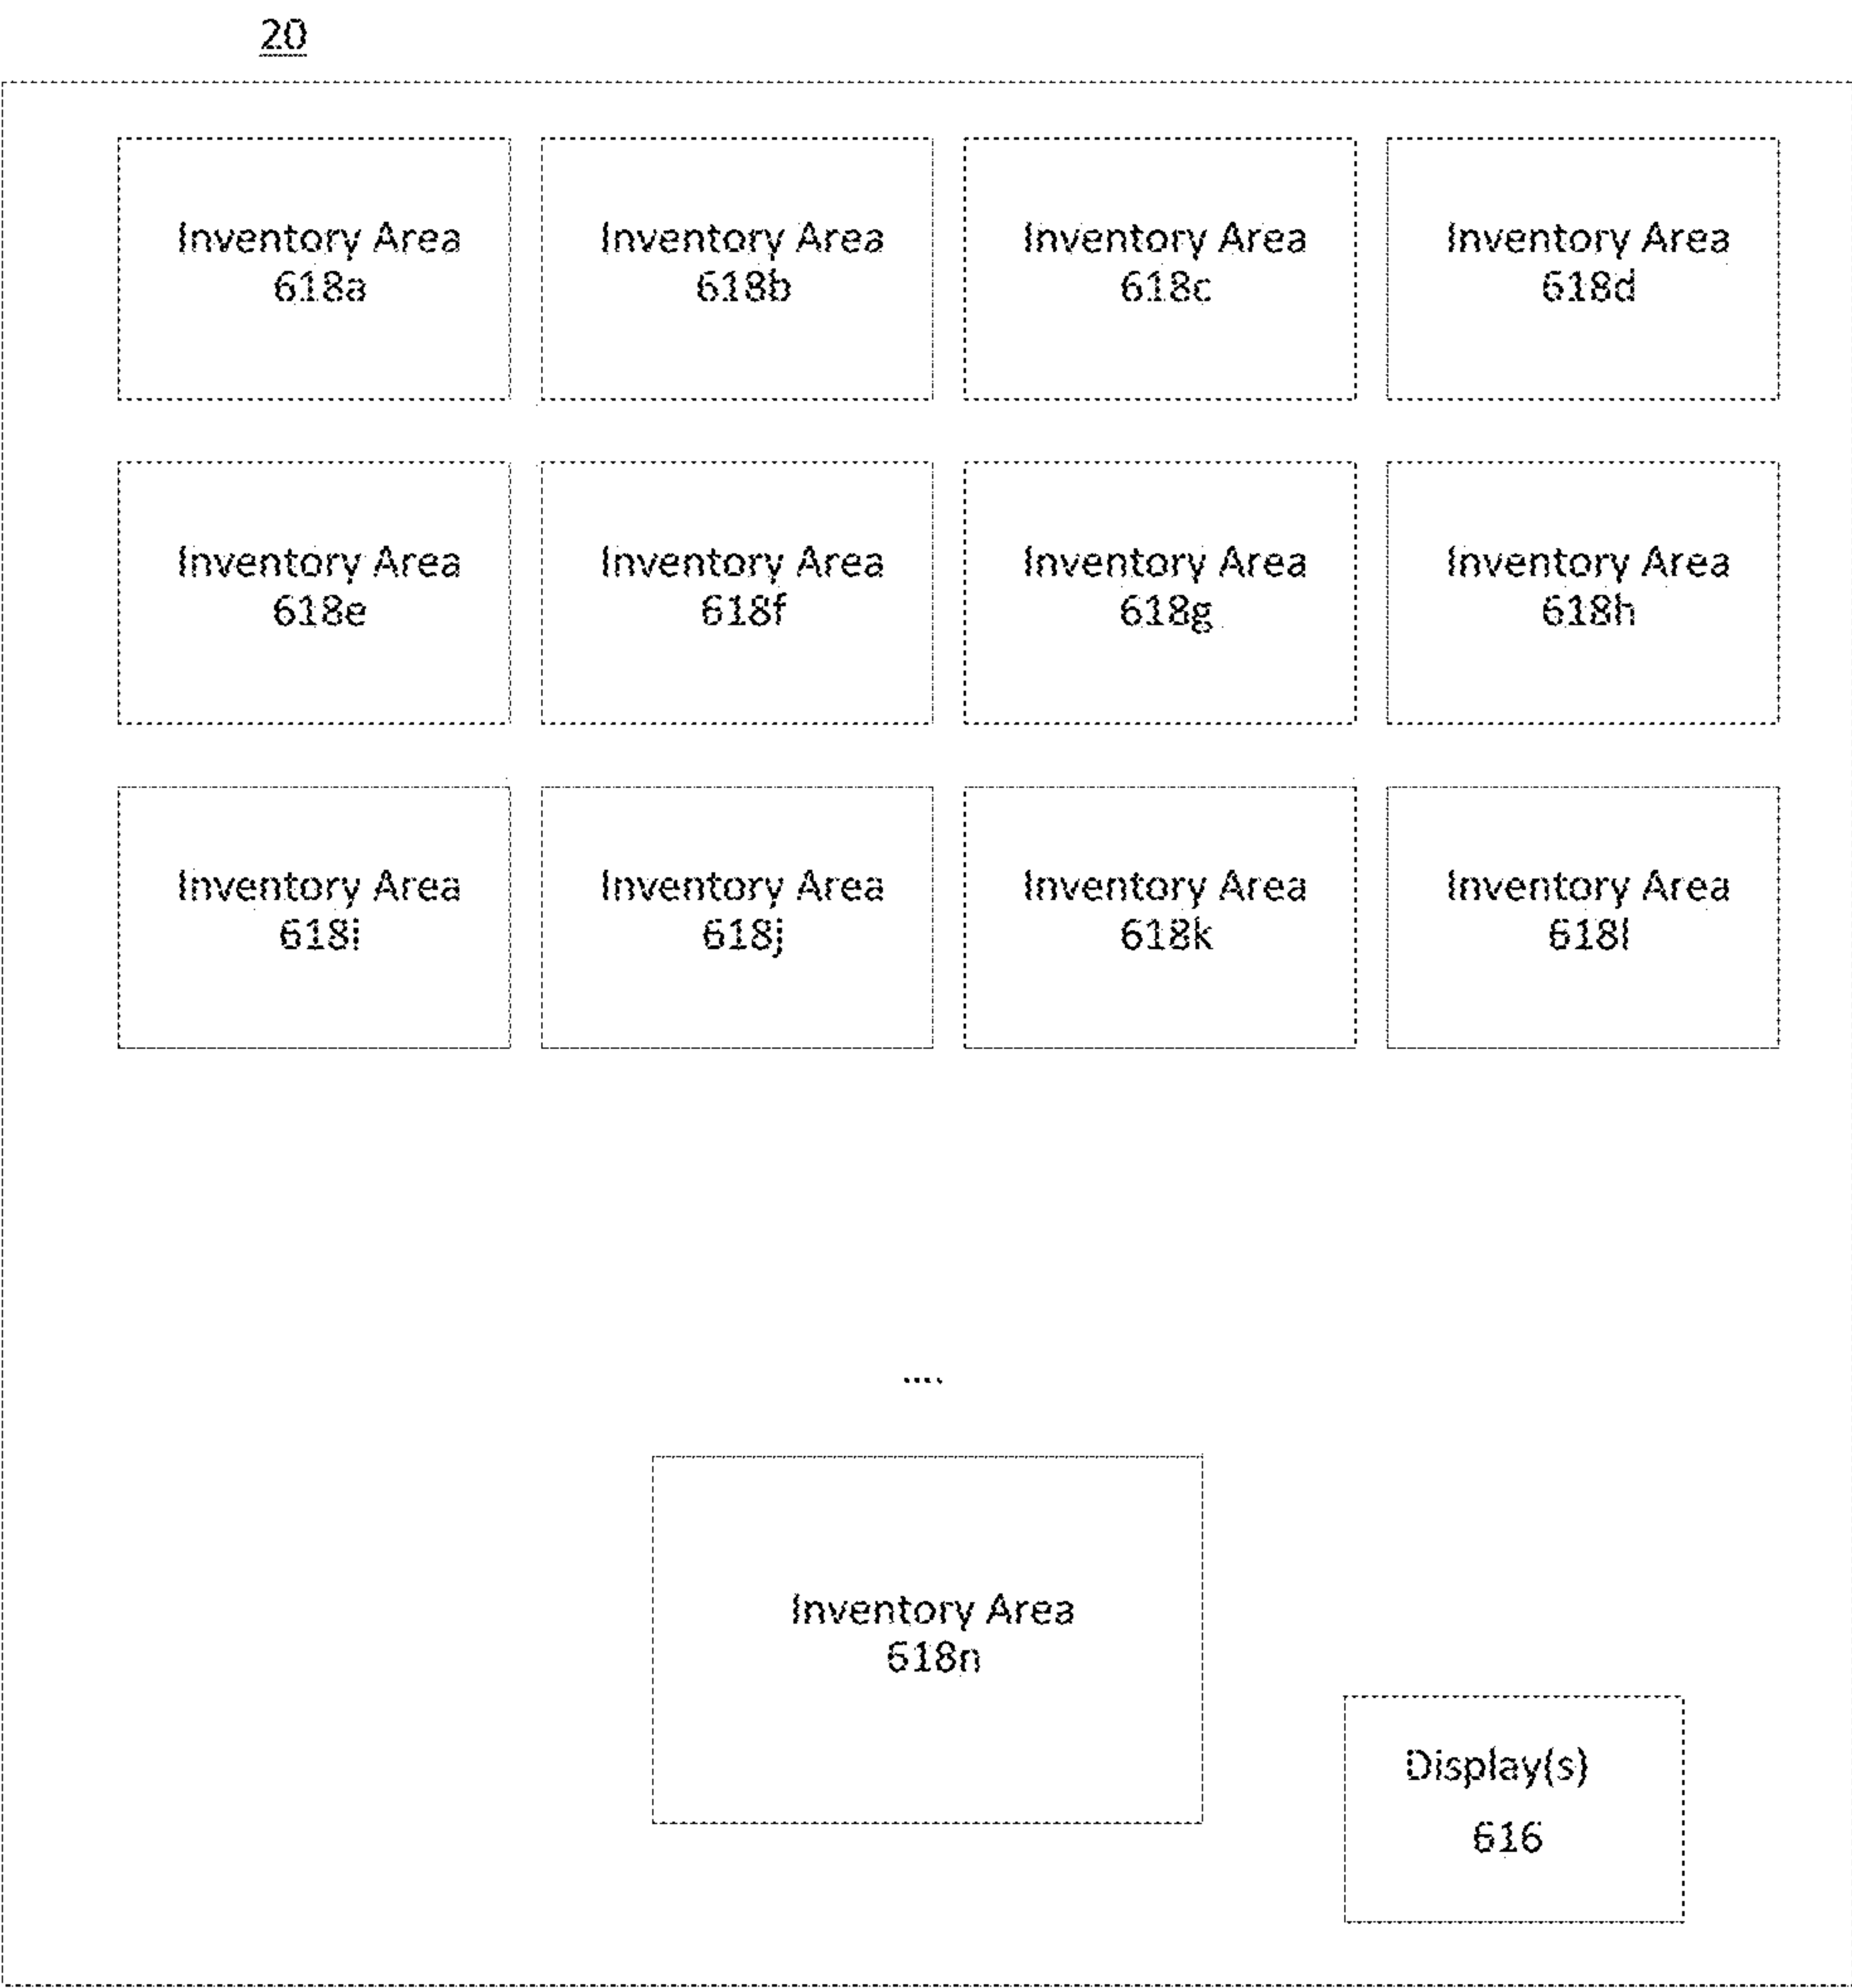 20
Inventory Area Inventory Area Inventory Area Inventory Area
618a 618b 618c 618d
Inventory Area Inventory Area Inventory Area Inventory Area
618e 618f 618g 618h
Inventory Area Inventory Area Inventory Area Inventory Area
618i 618j 618k 618l
....
Inventory Area
618n
Display(s)
616